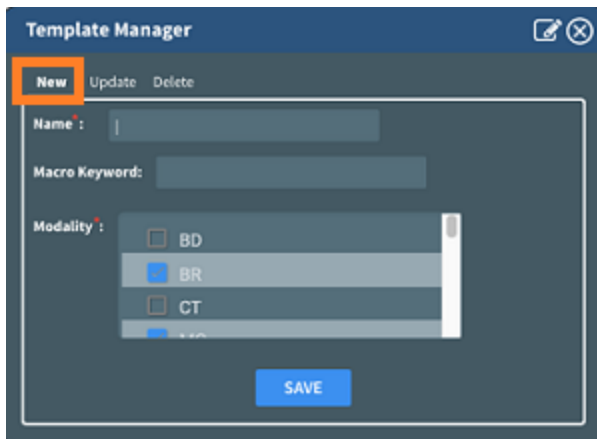 Template Manager
New Update Delete
Name*:
Macro Keyword:
Modality*:
BD
BR
CT
SAVE